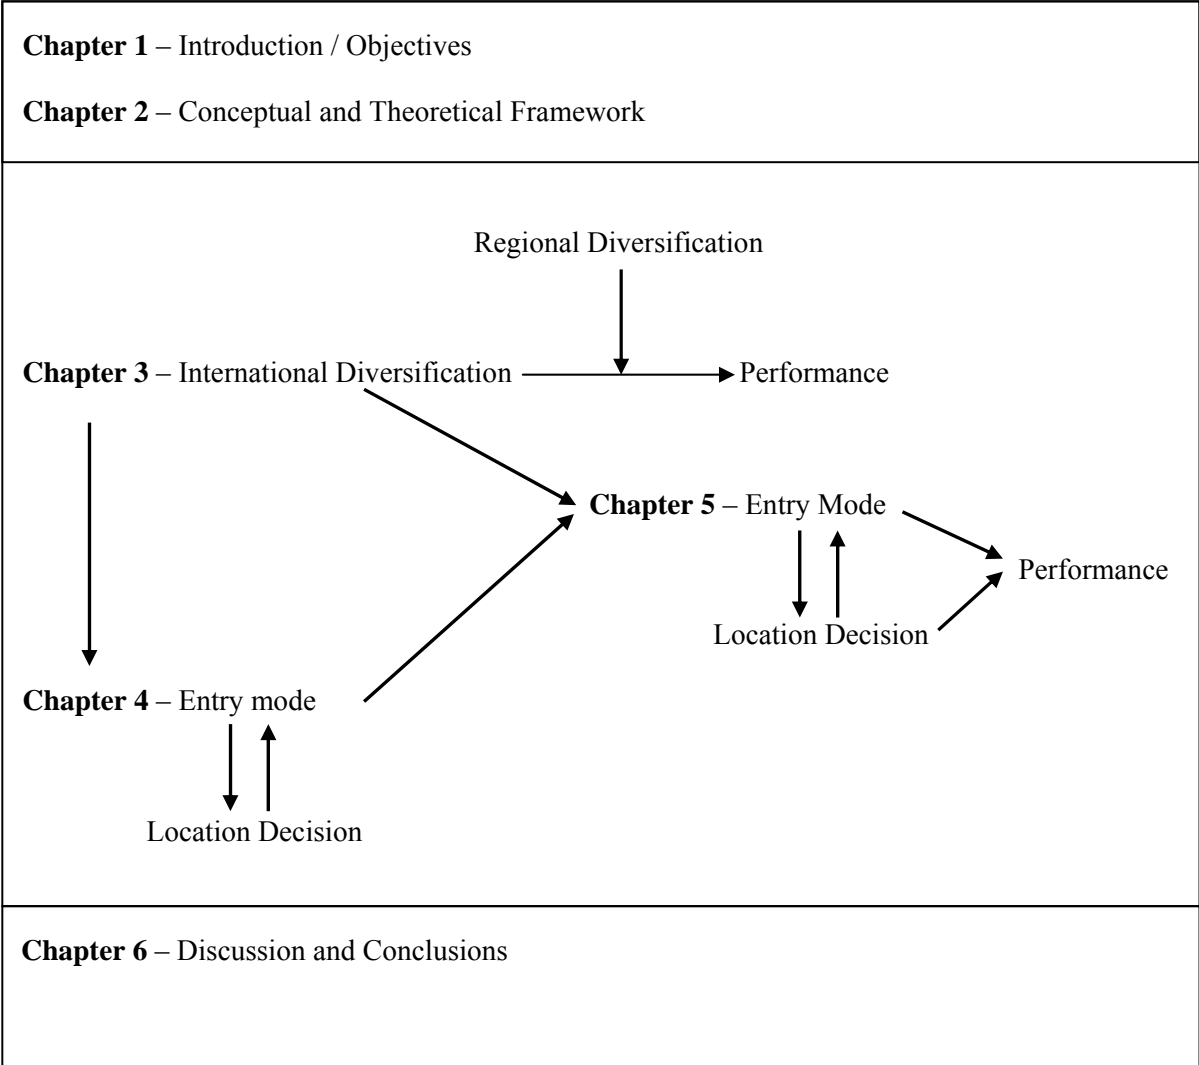 Chapter 1 – Introduction / Objectives
Chapter 2 – Conceptual and Theoretical Framework
Regional Diversification
Chapter 3 – International Diversification
Performance
Chapter 5 – Entry Mode
Performance
Location Decision
Chapter 4 – Entry mode
Location Decision
Chapter 6 – Discussion and Conclusions